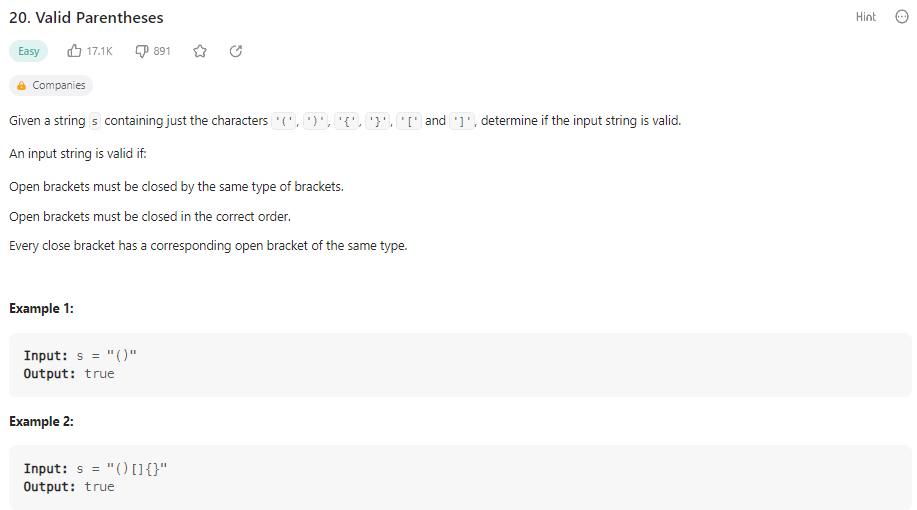 20. Valid Parentheses
Hint
Easy 17.1K 891
Companies
Given a string s containing just the characters '(', ')', '{', '}', '[' and ']', determine if the input string is valid.
An input string is valid if:
Open brackets must be closed by the same type of brackets.
Open brackets must be closed in the correct order.
Every close bracket has a corresponding open bracket of the same type.
Example 1:
Input: s = "()"
Output: true
Example 2:
Input: s = "()[]{}"
Output: true